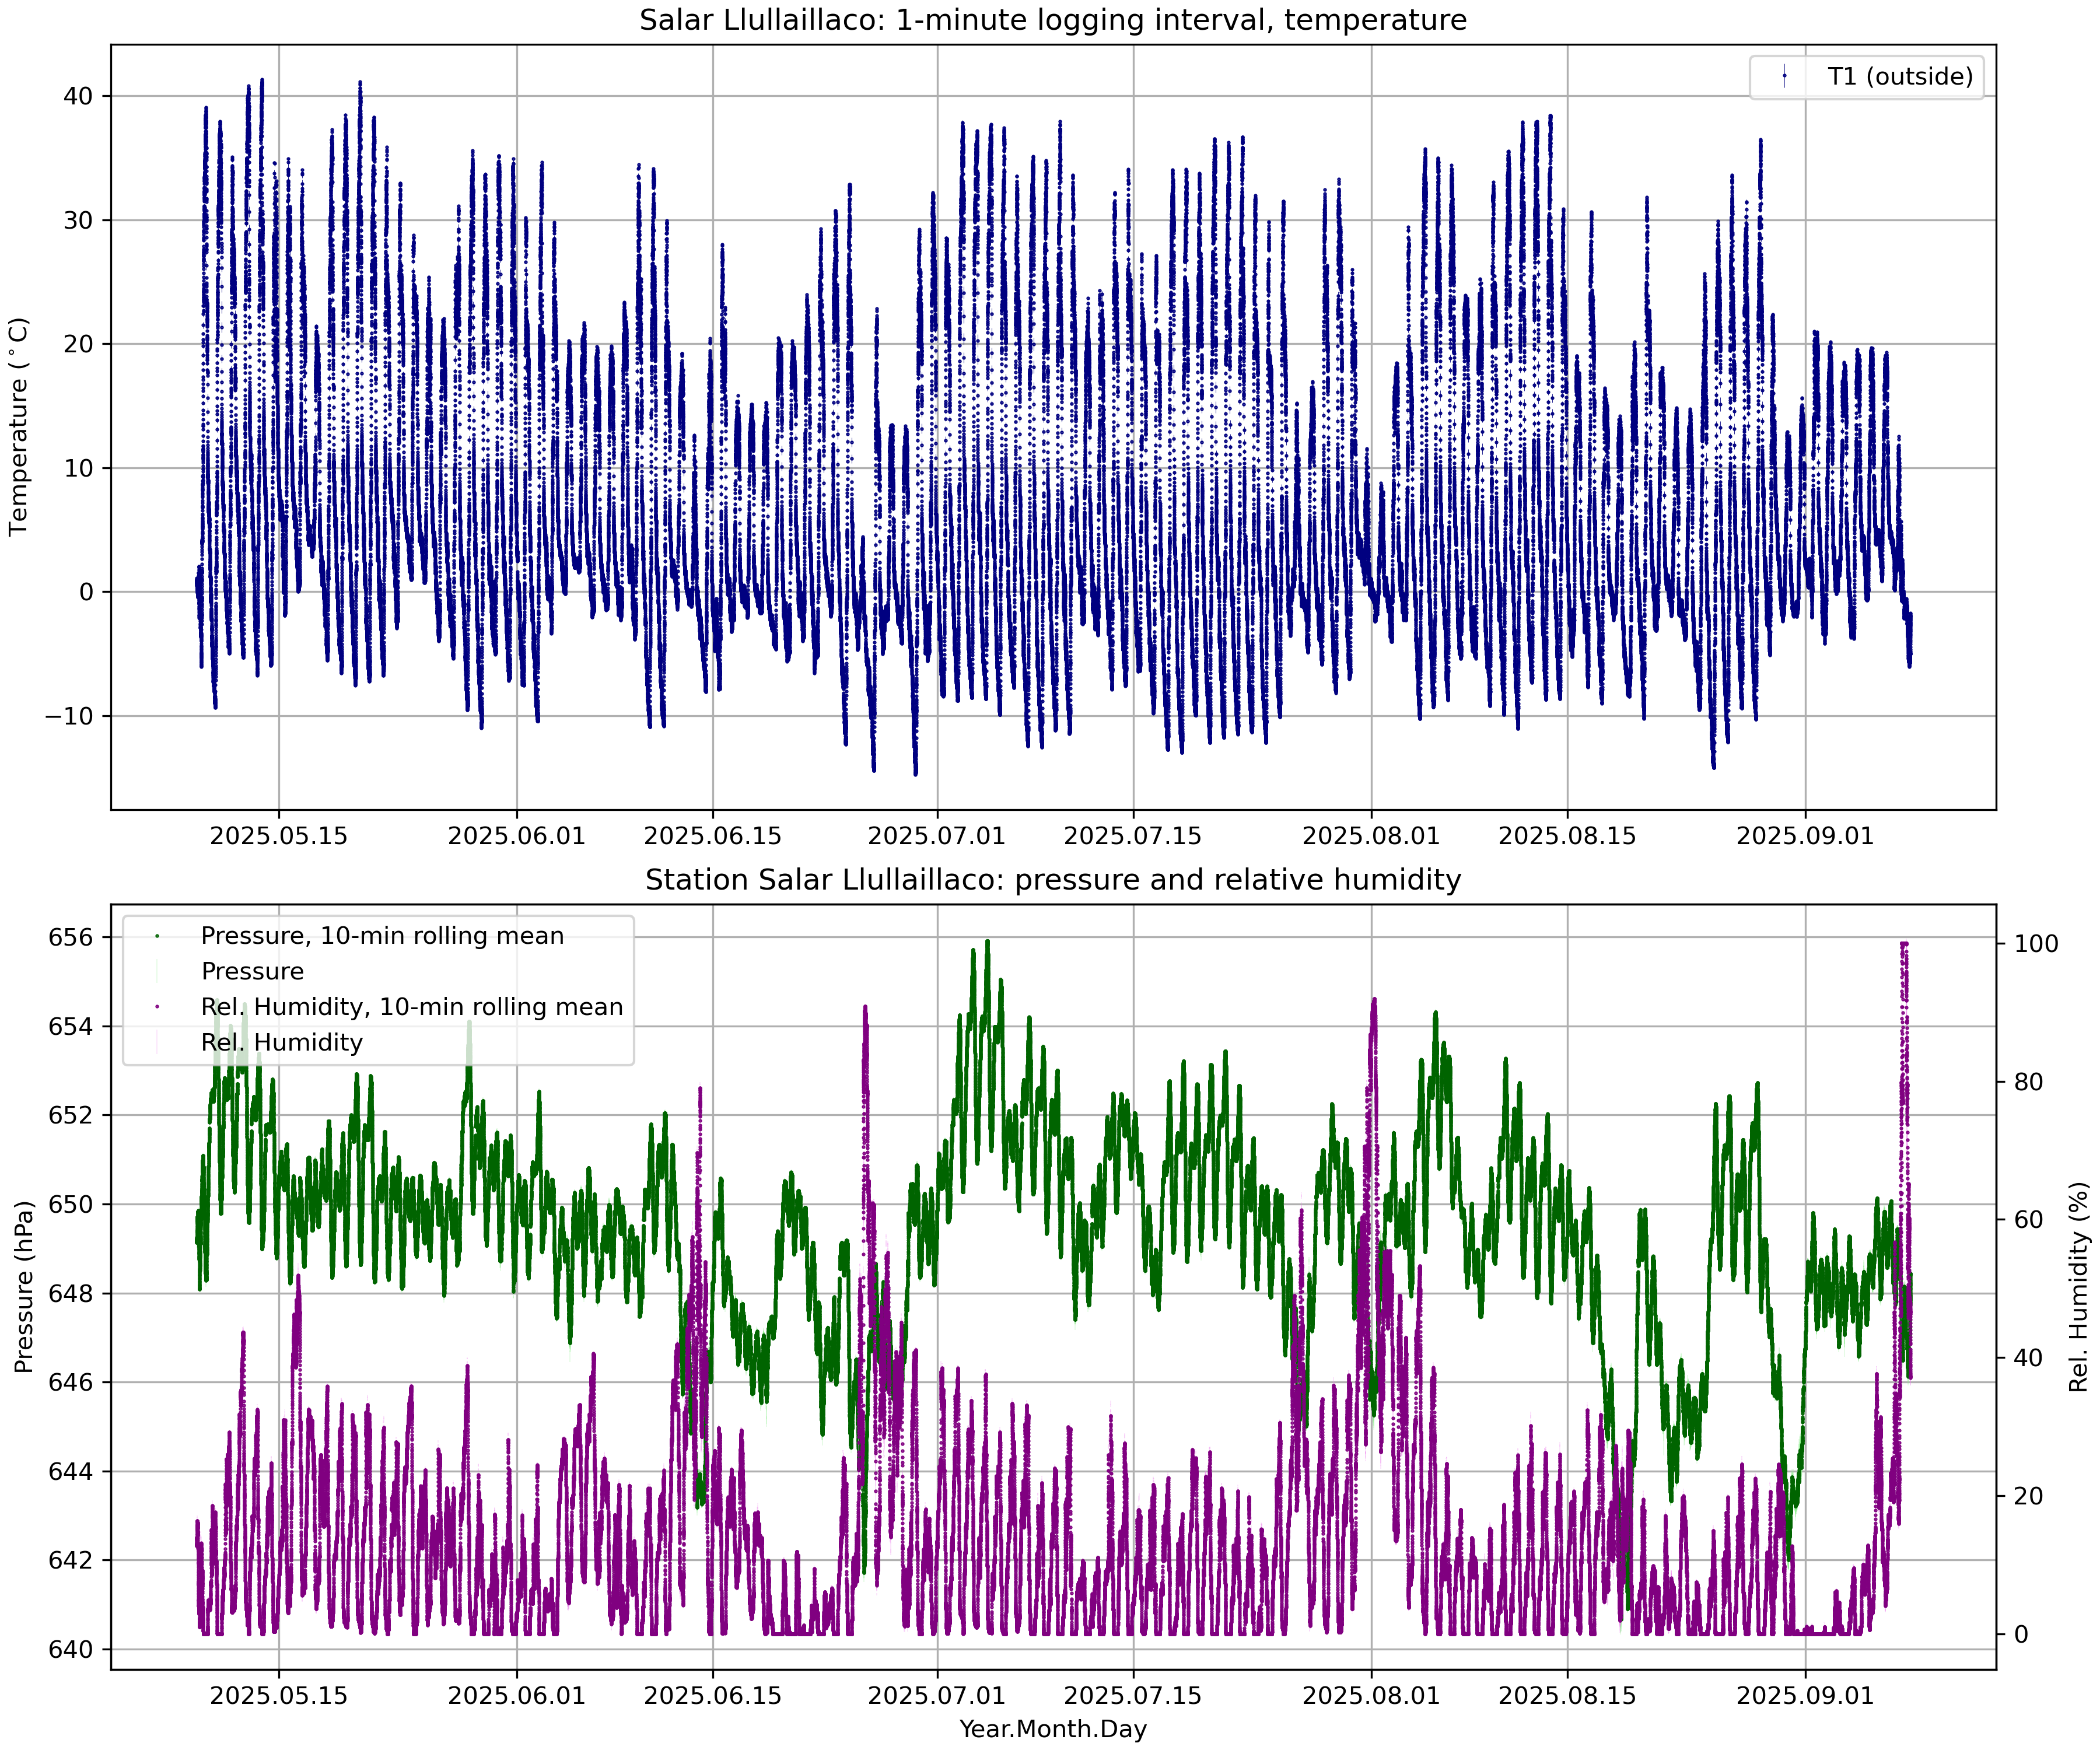 Salar Llullaillaco: 1-minute logging interval, temperature
T1 (outside)
40
30
20
10
0
−10
Temperature (°C)
2025.05.15 2025.06.01 2025.06.15 2025.07.01 2025.07.15 2025.08.01 2025.08.15 2025.09.01
Station Salar Llullaillaco: pressure and relative humidity
Pressure, 10-min rolling mean
Pressure
Rel. Humidity, 10-min rolling mean
Rel. Humidity
656
654
652
650
648
646
644
642
640
Pressure (hPa)
100
80
60
40
20
0
Rel. Humidity (%)
2025.05.15 2025.06.01 2025.06.15 2025.07.01 2025.07.15 2025.08.01 2025.08.15 2025.09.01
Year.Month.Day